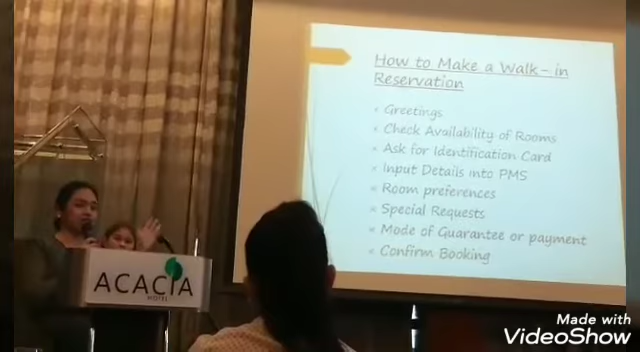 How to Make a Walk - in
Reservation
Greetings
Check Availability of Rooms
Ask for Identification Card
Input Details into PMS
Room preferences
Special Requests
Mode of Guarantee or payment
Confirm Booking
ACACIA
HOTEL
Made with
VideoShow